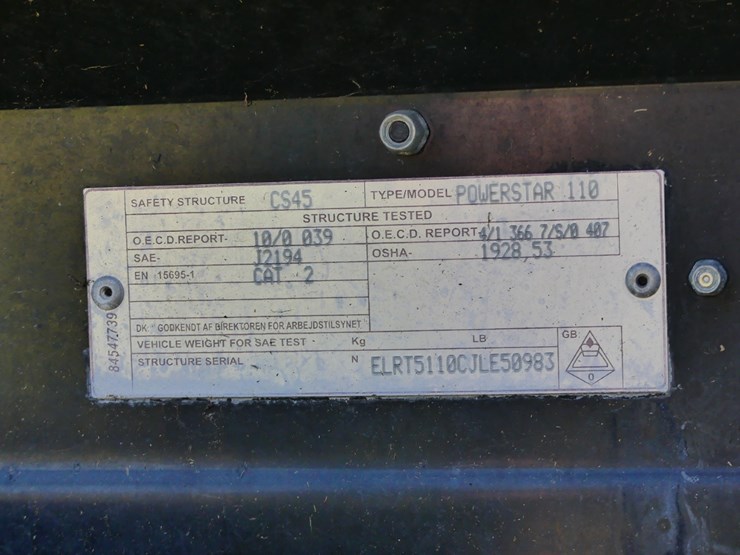 SAFETY STRUCTURE CS45 TYPE/MODEL POWERSTAR 110
STRUCTURE TESTED
O.E.C.D.REPORT- 10/0 039 O.E.C.D. REPORT- 4/1 366 7/S/0 407
SAE- J2194 OSHA- 1928,53
EN 15695-1 CAT 2
DK : GODKENDT AF BIREKTOREN FOR ARBEJDSTILSYNET
VEHICLE WEIGHT FOR SAE TEST - Kg LB GB
STRUCTURE SERIAL N ELRT5110CJLE50983
0
84547739